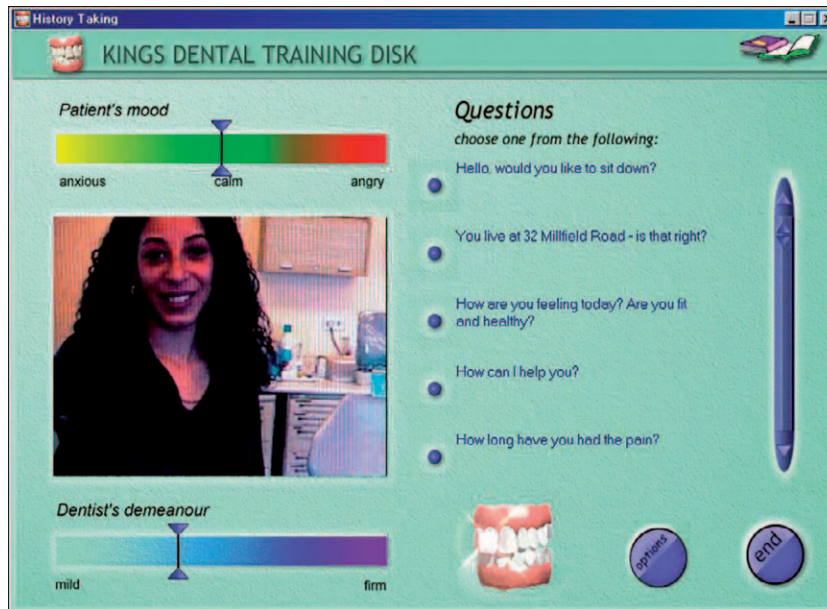 History Taking
KINGS DENTAL TRAINING DISK
Patient's mood
anxious calm angry
Questions
choose one from the following:
Hello, would you like to sit down?
You live at 32 Millfield Road - is that right?
How are you feeling today? Are you fit
and healthy?
How can I help you?
How long have you had the pain?
Dentist's demeanour
mild firm
options
end